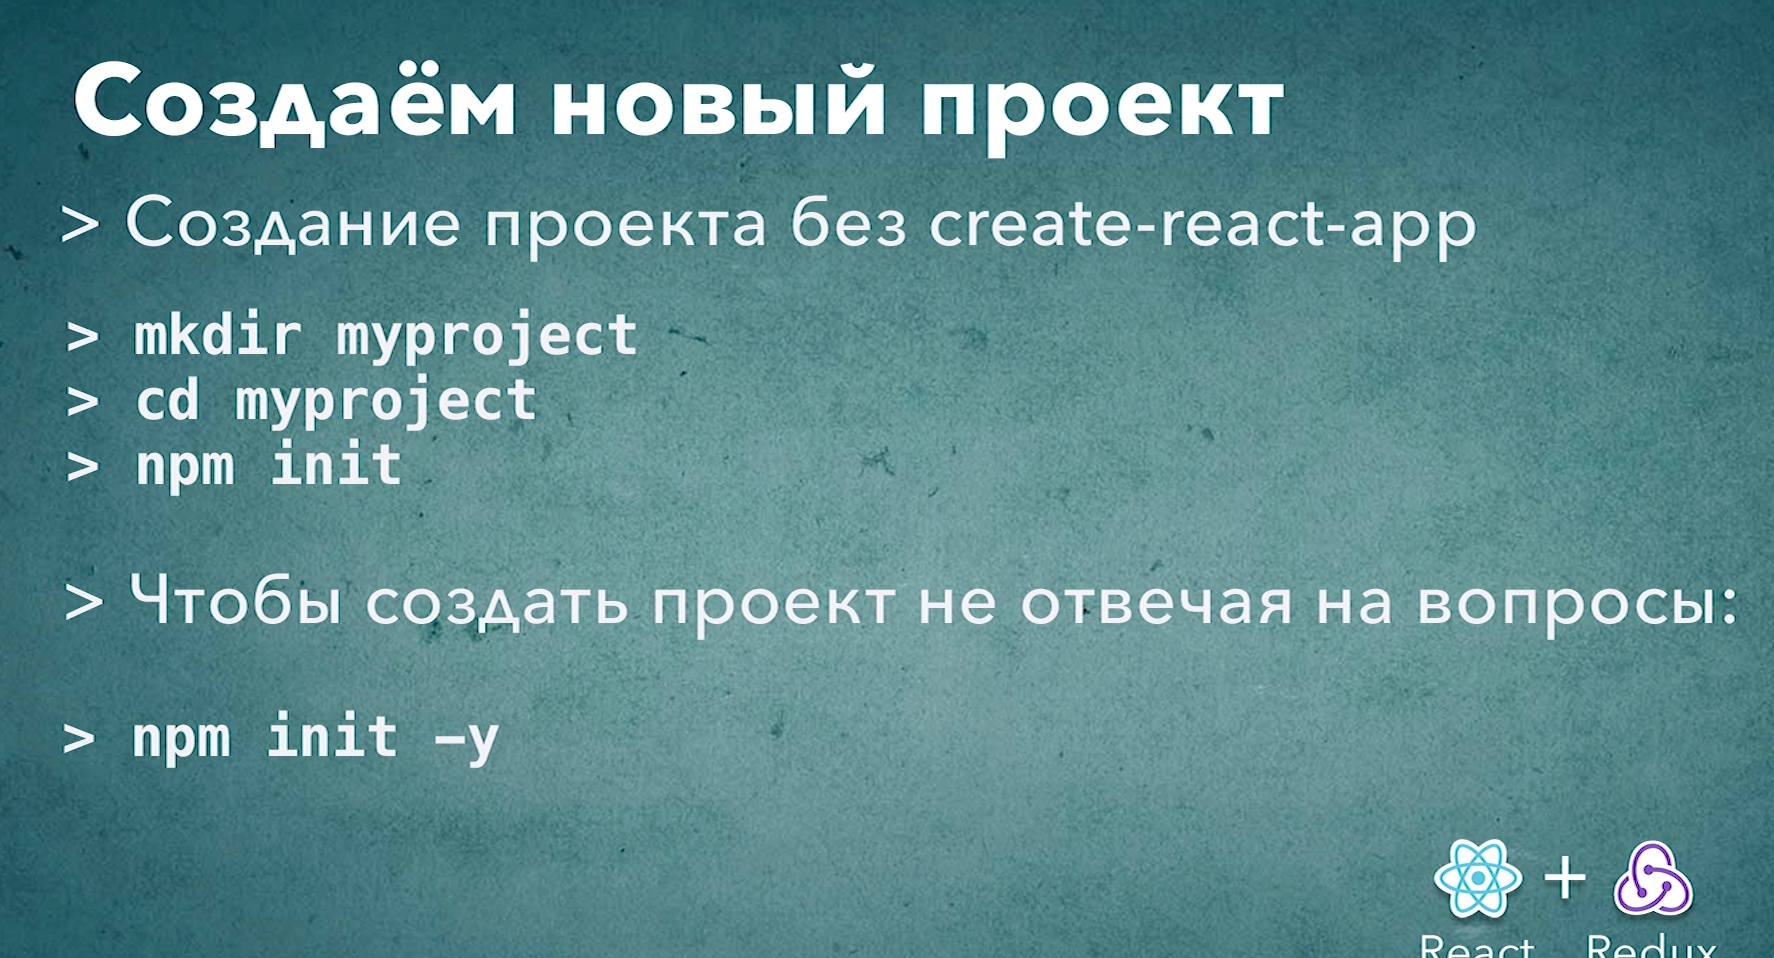 Создаём новый проект
> Создание проекта без create-react-app
> mkdir myproject
> cd myproject
> npm init
> Чтобы создать проект не отвечая на вопросы:
> npm init –y
+
React Redux